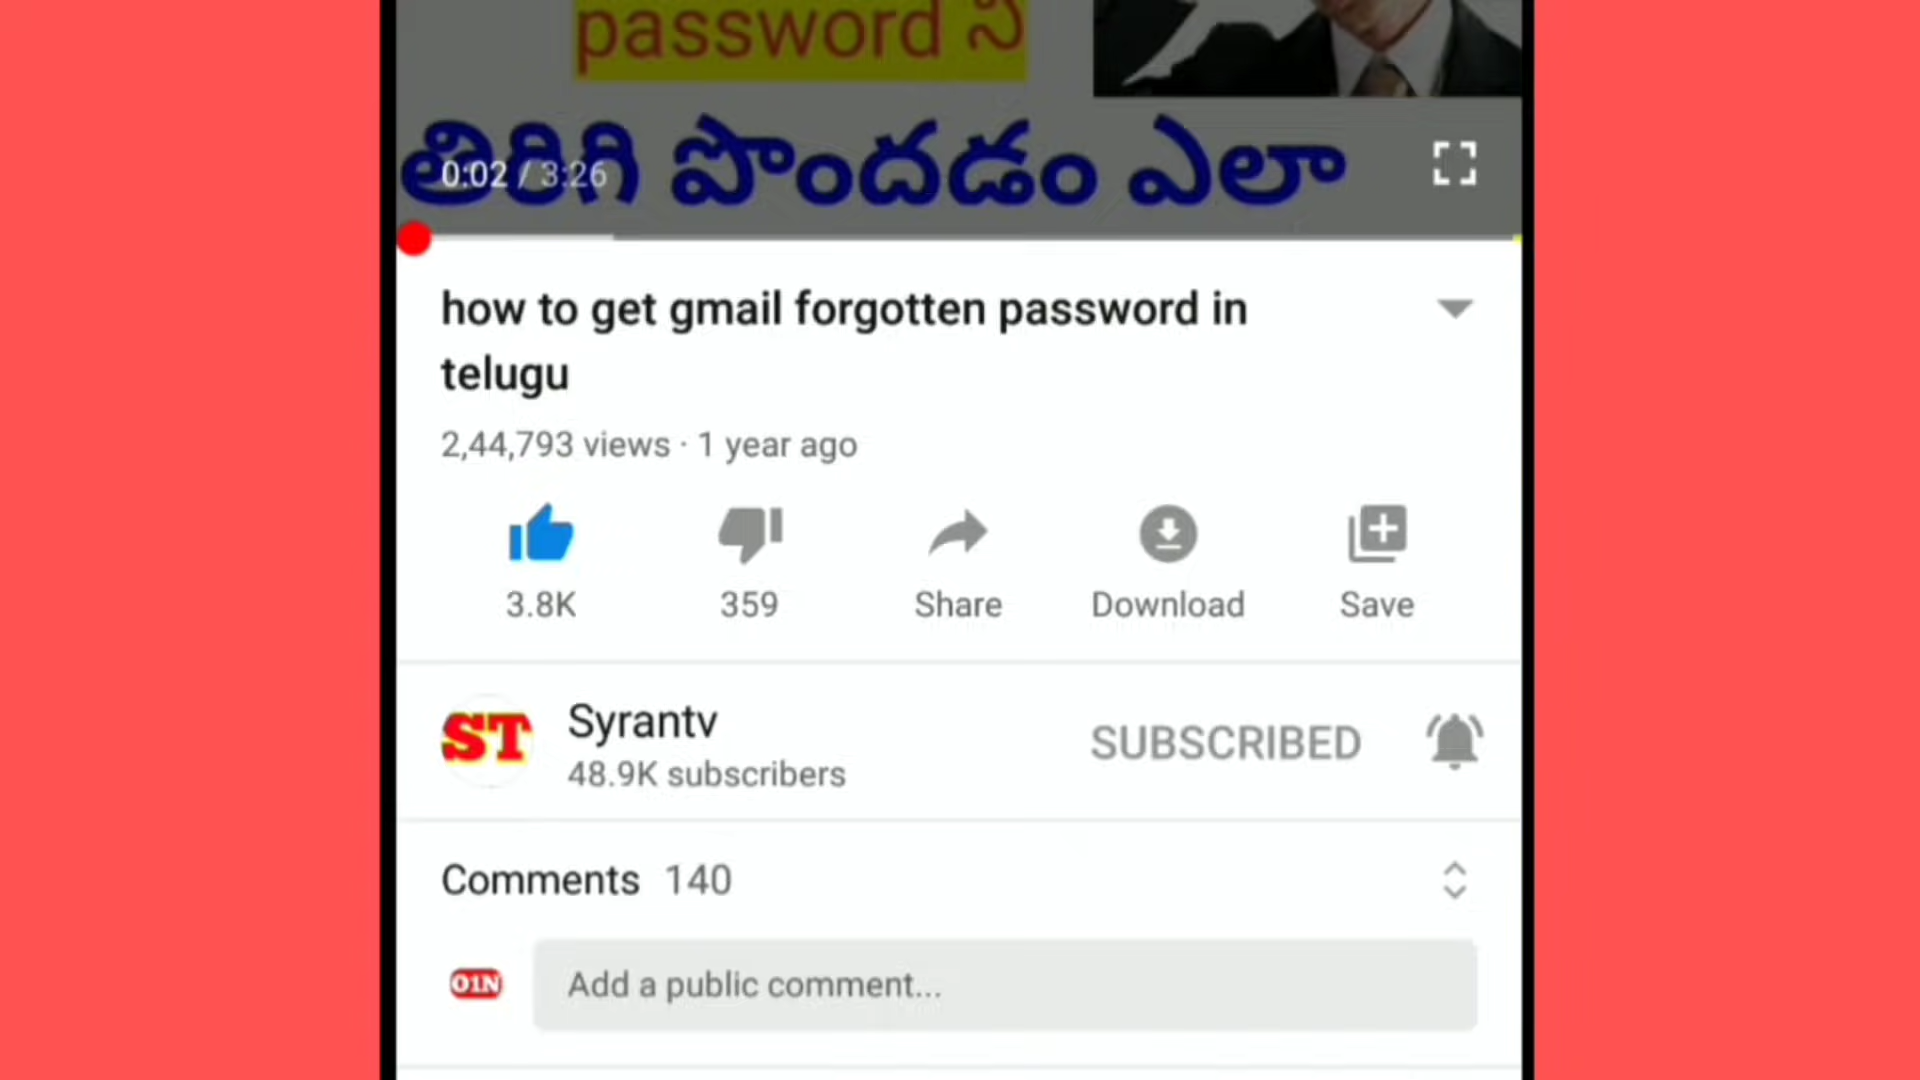 password ని
తిరిగి పొందడం ఎలా
0:02 / 3:26
how to get gmail forgotten password in
telugu
2,44,793 views · 1 year ago
3.8K
359
Share
Download
Save
ST
Syrantv
48.9K subscribers
SUBSCRIBED
Comments 140
01N
Add a public comment...